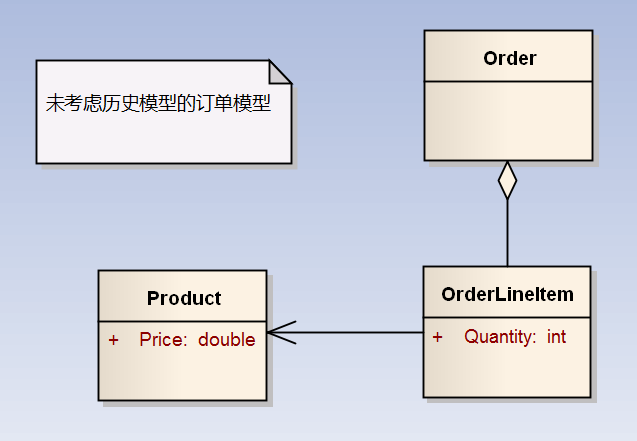 Order
未考虑历史模型的订单模型
Product
+ Price: double
OrderLineItem
+ Quantity: int